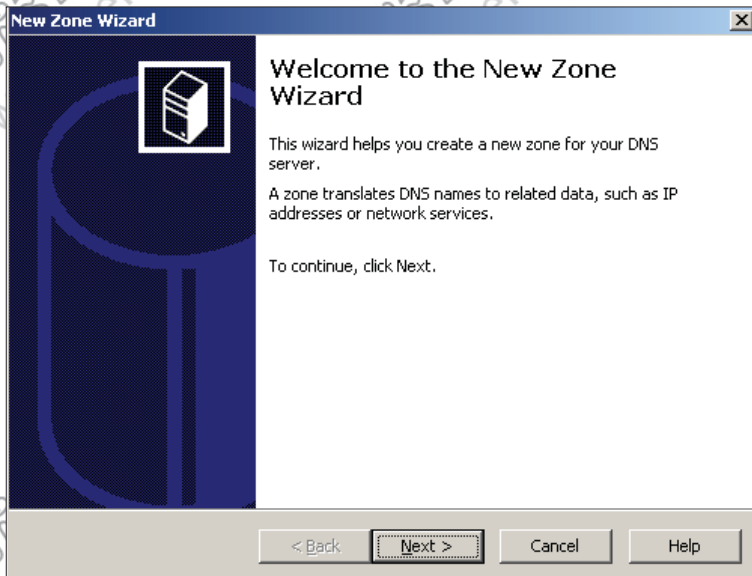 New Zone Wizard
Welcome to the New Zone
Wizard
This wizard helps you create a new zone for your DNS
server.
A zone translates DNS names to related data, such as IP
addresses or network services.
To continue, click Next.
< Back
Next >
Cancel
Help